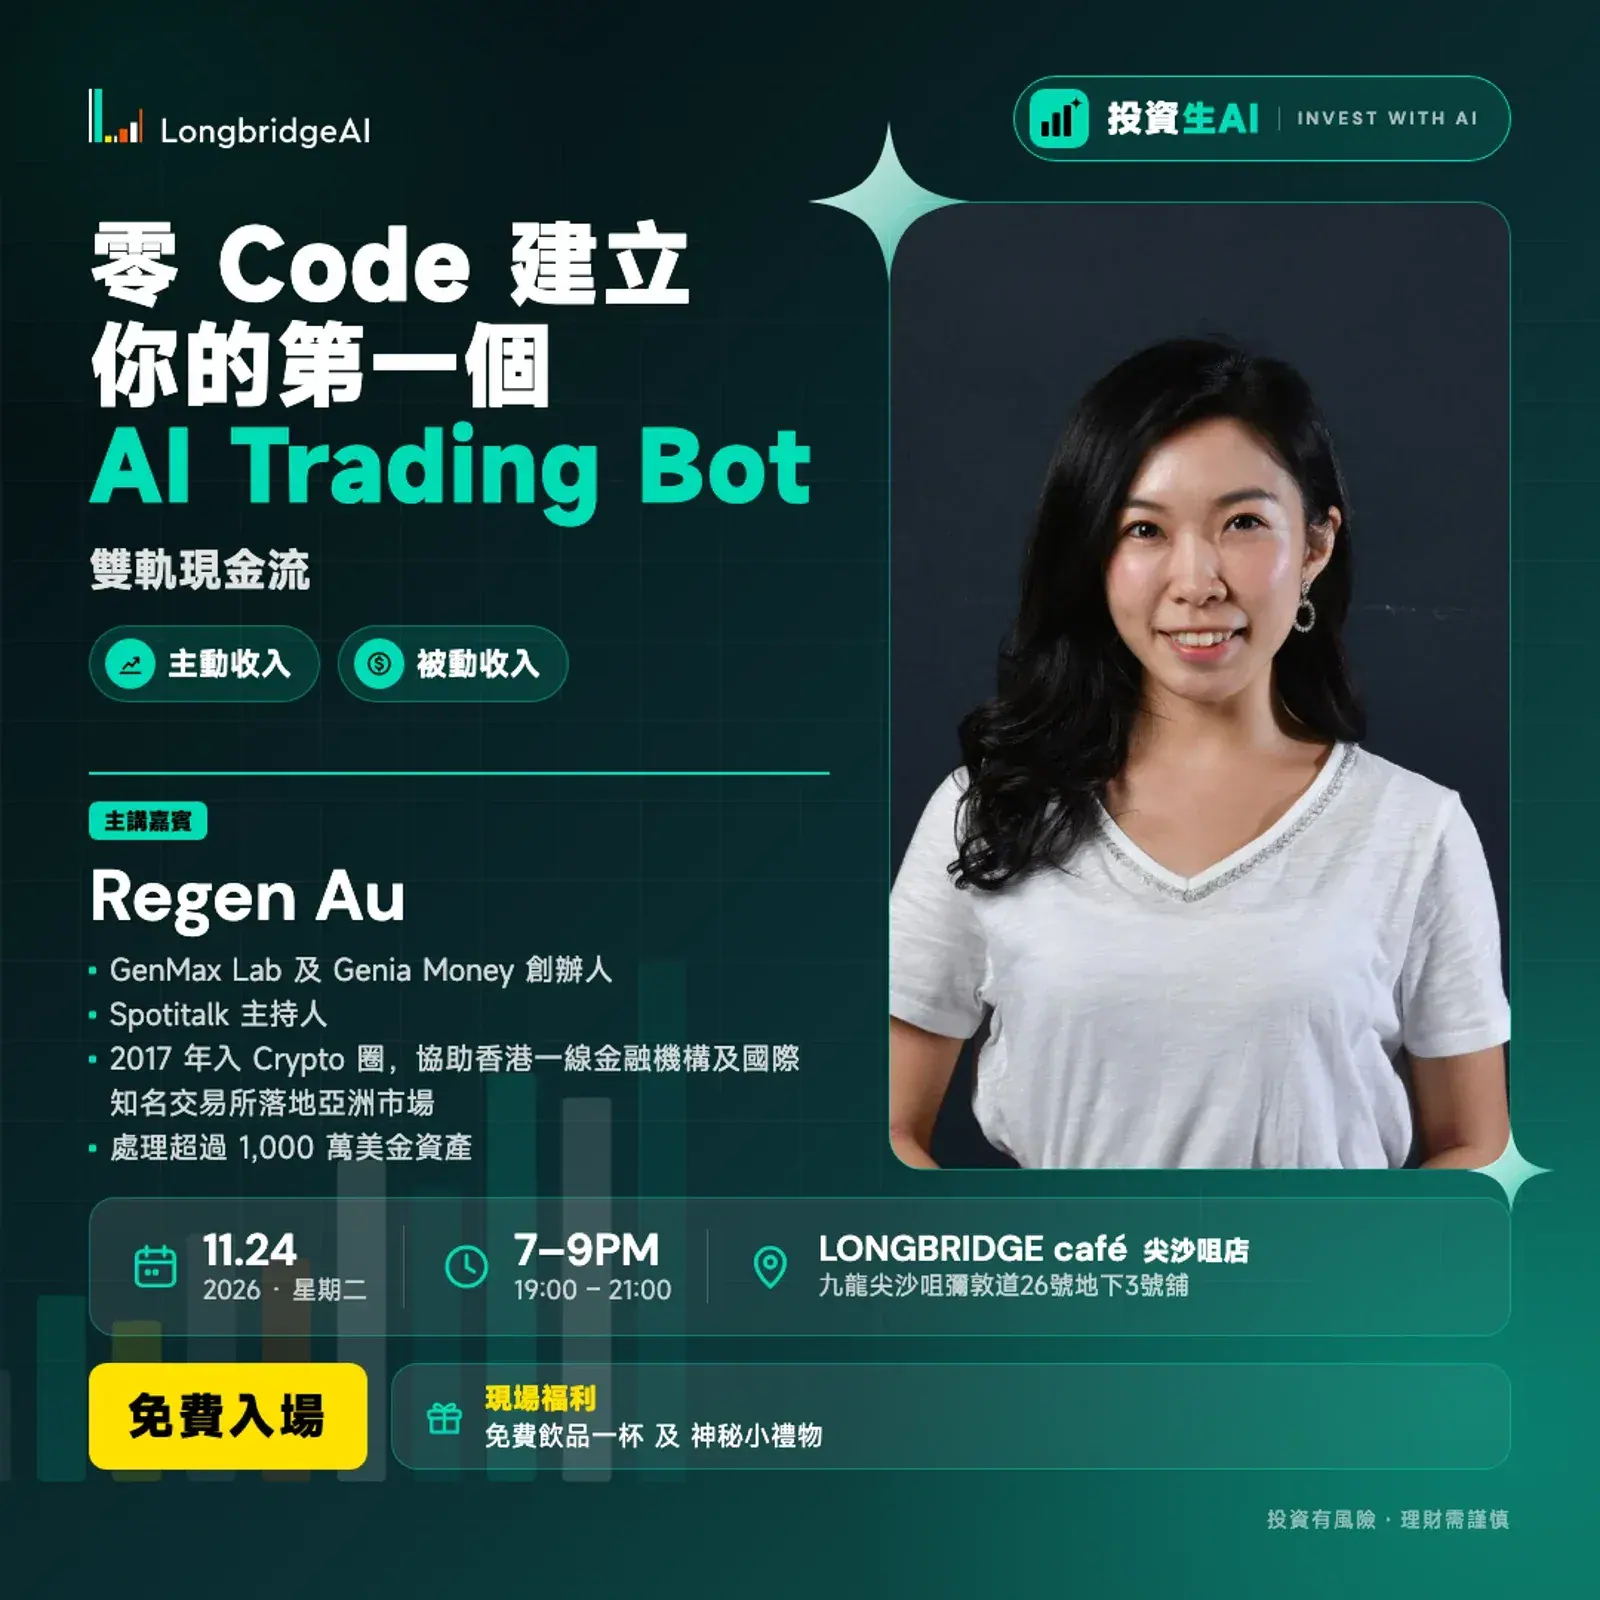 LongbridgeAI
投資生AI | INVEST WITH AI
零 Code 建立
你的第一個
AI Trading Bot
雙軌現金流
主動收入
被動收入
主講嘉賓
Regen Au
GenMax Lab 及 Genia Money 創辦人
Spotitalk 主持人
2017 年入 Crypto 圈，協助香港一線金融機構及國際
知名交易所落地亞洲市場
處理超過 1,000 萬美金資產
11.24
2026 · 星期二
7–9PM
19:00 – 21:00
LONGBRIDGE café 尖沙咀店
九龍尖沙咀彌敦道26號地下3號舖
免費入場
現場福利
免費飲品一杯 及 神秘小禮物
投資有風險 · 理財需謹慎